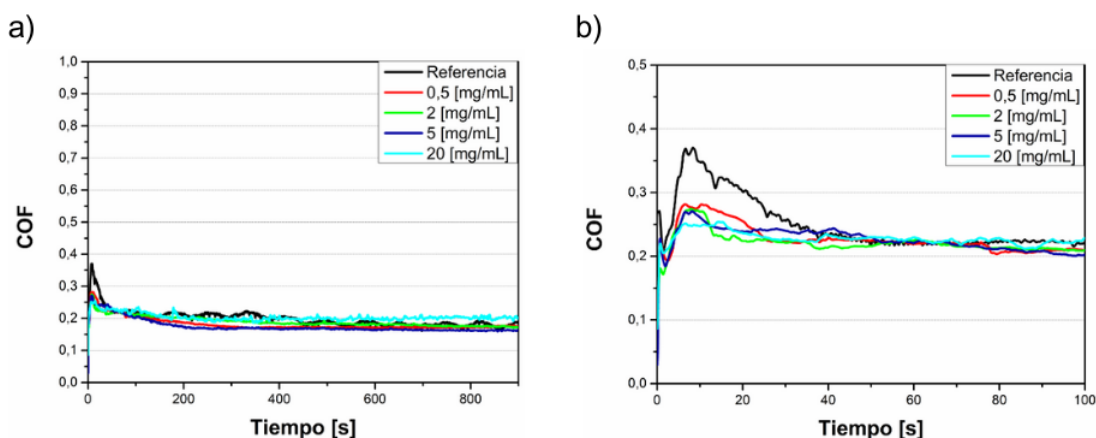 a)
1,0
0,9
0,8
0,7
0,6
0,5
0,4
0,3
0,2
0,1
0,0
COF
0 200 400 600 800
Tiempo [s]
Referencia
0,5 [mg/mL]
2 [mg/mL]
5 [mg/mL]
20 [mg/mL]
b)
0,5
0,4
0,3
0,2
0,1
0,0
COF
0 20 40 60 80 100
Tiempo [s]
Referencia
0,5 [mg/mL]
2 [mg/mL]
5 [mg/mL]
20 [mg/mL]